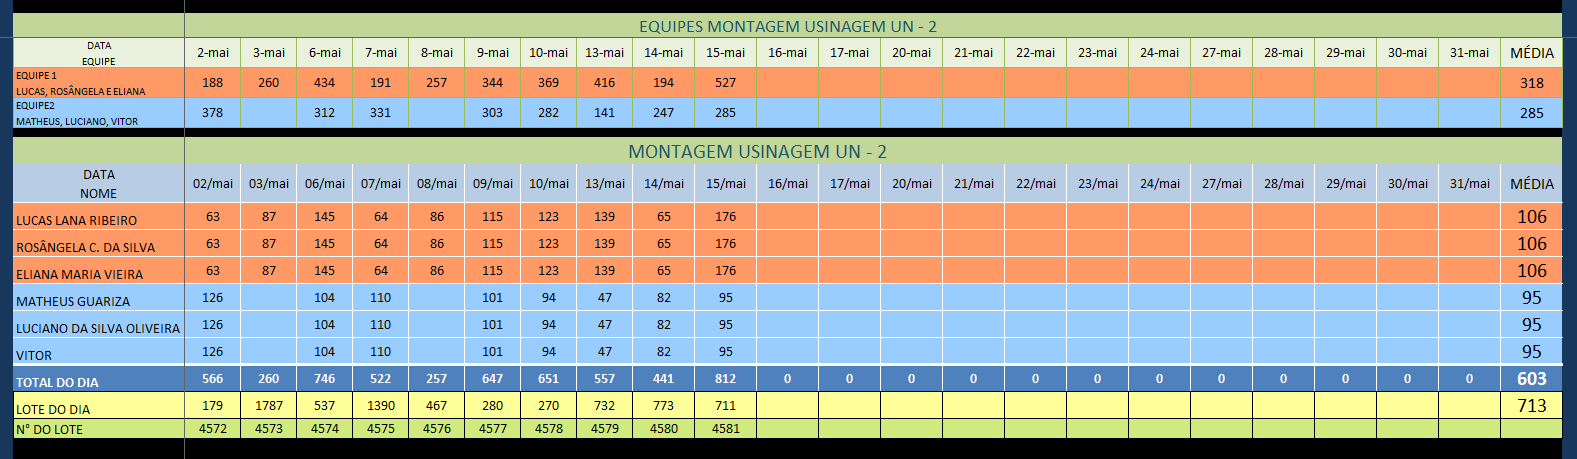 EQUIPES MONTAGEM USINAGEM UN - 2
DATA
EQUIPE 2-mai 3-mai 6-mai 7-mai 8-mai 9-mai 10-mai 13-mai 14-mai 15-mai 16-mai 17-mai 20-mai 21-mai 22-mai 23-mai 24-mai 27-mai 28-mai 29-mai 30-mai 31-mai MÉDIA
EQUIPE 1
LUCAS, ROSÂNGELA E ELIANA 188 260 434 191 257 344 369 416 194 527 318
EQUIPE2
MATHEUS, LUCIANO, VITOR 378 312 331 303 282 141 247 285 285
MONTAGEM USINAGEM UN - 2
DATA
NOME 02/mai 03/mai 06/mai 07/mai 08/mai 09/mai 10/mai 13/mai 14/mai 15/mai 16/mai 17/mai 20/mai 21/mai 22/mai 23/mai 24/mai 27/mai 28/mai 29/mai 30/mai 31/mai MÉDIA
LUCAS LANA RIBEIRO 63 87 145 64 86 115 123 139 65 176 106
ROSÂNGELA C. DA SILVA 63 87 145 64 86 115 123 139 65 176 106
ELIANA MARIA VIEIRA 63 87 145 64 86 115 123 139 65 176 106
MATHEUS GUARIZA 126 104 110 101 94 47 82 95 95
LUCIANO DA SILVA OLIVEIRA 126 104 110 101 94 47 82 95 95
VITOR 126 104 110 101 94 47 82 95 95
TOTAL DO DIA 566 260 746 522 257 647 651 557 441 812 0 0 0 0 0 0 0 0 0 0 0 0 603
LOTE DO DIA 179 1787 537 1390 467 280 270 732 773 711 713
N° DO LOTE 4572 4573 4574 4575 4576 4577 4578 4579 4580 4581